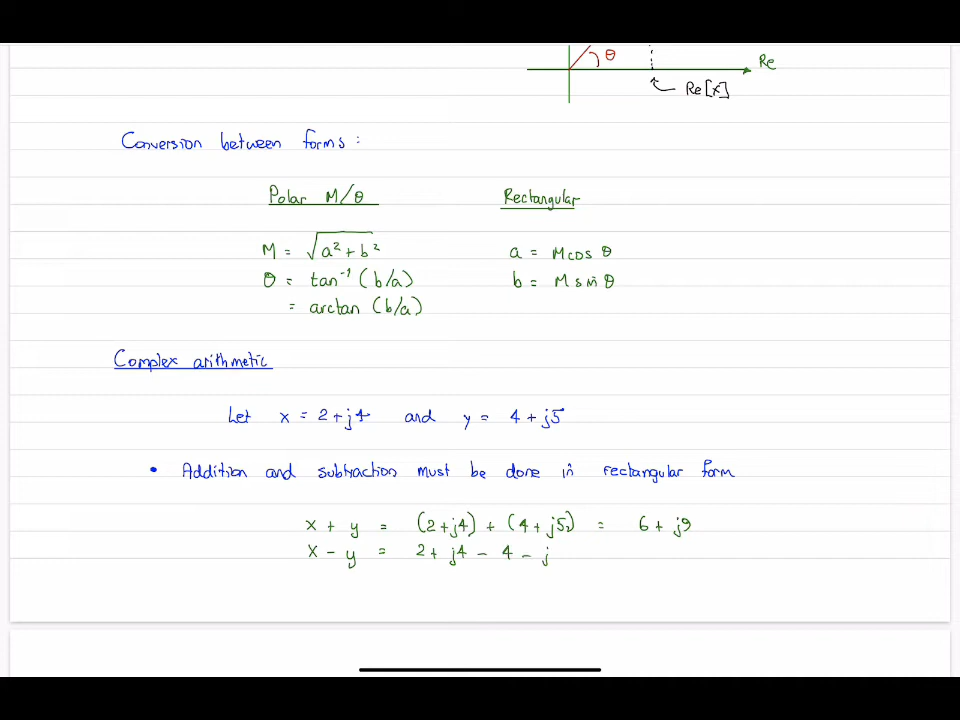 θ
Re
Re[x]
Conversion between forms :
Polar M/θ
Rectangular
M = √a² + b²
a = M cos θ
θ = tan⁻¹ (b/a)
b = M sin θ
= arctan (b/a)
Complex arithmetic
Let x = 2 + j4 and y = 4 + j5
• Addition and subtraction must be done in rectangular form
x + y = (2 + j4) + (4 + j5) = 6 + j9
x - y = 2 + j4 - 4 - j